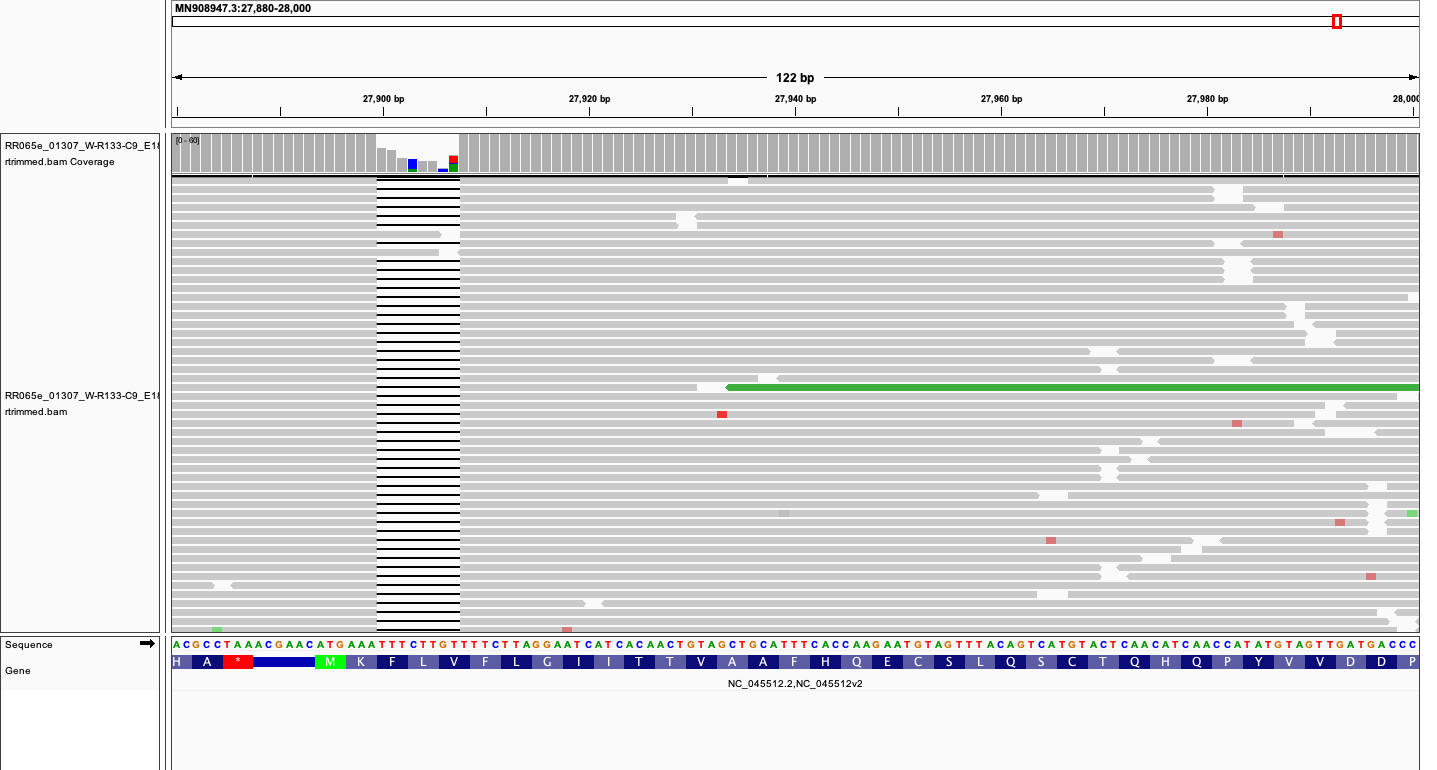 MN908947.3:27,880-28,000
122 bp
27,900 bp 27,920 bp 27,940 bp 27,960 bp 27,980 bp 28,000
RR065e_01307_W-R133-C9_E1
rtrimmed.bam Coverage
[0 - 60]
RR065e_01307_W-R133-C9_E1
rtrimmed.bam
Sequence
ACGCCTAAACGAACATGAAATTTCTTGTTTTCTTAGGAATCATCACAACTGTAGCTGCATTTCACCAAGAATGTAGTTTACAGTCATGTACTCAACATCAACCATATGTAGTTGATGACCC
Gene
H A * M K F L V F L G I I T T V A A F H Q E C S L Q S C T Q H Q P Y V V D D P
NC_045512.2,NC_045512v2